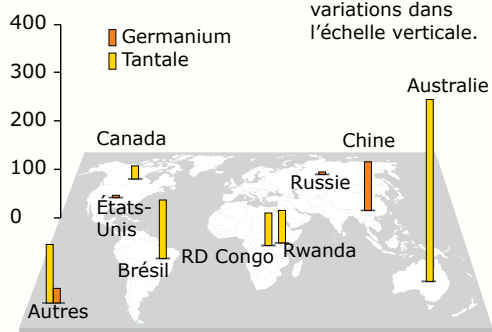 variations dans
l’échelle verticale.
400
300
200
100
0
Germanium
Tantale
Australie
Canada
Chine
Russie
États-
Unis
Brésil
RD Congo
Rwanda
Autres